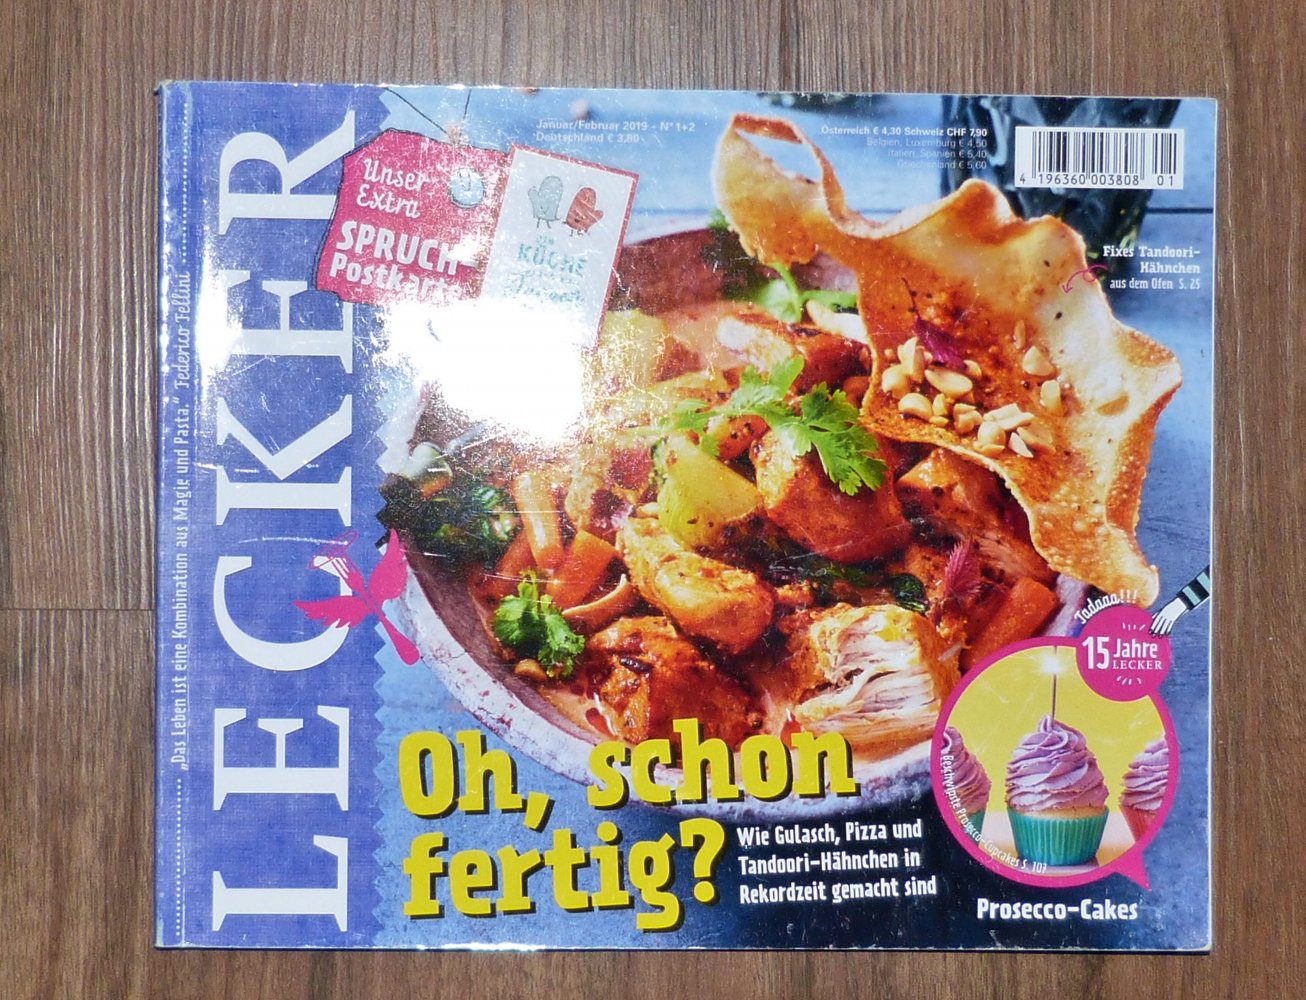 LECKER
„Das Leben ist eine Kombination aus Magie und Pasta.“ Federico Fellini
Januar/Februar 2019 - N° 1+2
Deutschland € 3,80
Österreich € 4,30 Schweiz CHF 7,90
Belgien, Luxemburg € 4,50
Italien, Spanien € 5,40
Griechenland € 5,60
4 196360 003808 01
Unser
Extra
SPRUCH-
Postkarte
KÜCHE
Fixes Tandoori-
Hähnchen
aus dem Ofen S. 25
Tadaaa!!!
15 Jahre
LECKER
Beschwipste Prosecco-Cupcakes S. 107
Prosecco-Cakes
Oh, schon
fertig?
Wie Gulasch, Pizza und
Tandoori-Hähnchen in
Rekordzeit gemacht sind